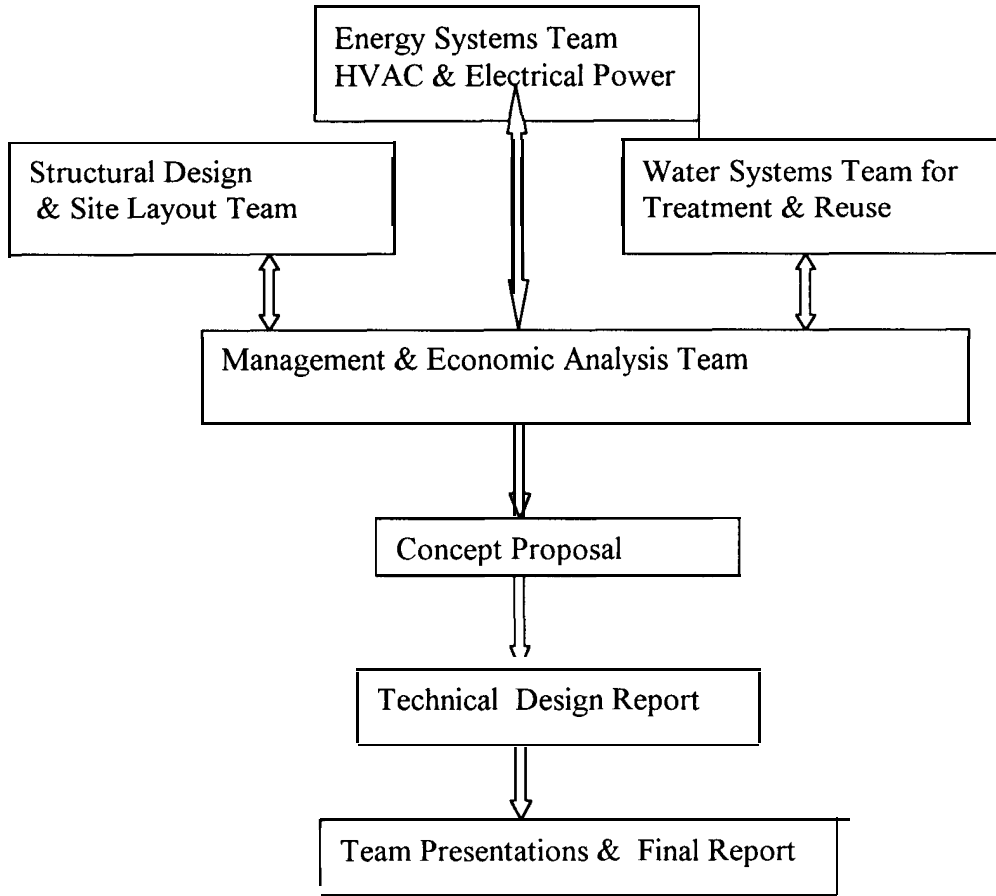 Energy Systems Team
HVAC & Electrical Power
Structural Design
& Site Layout Team
Water Systems Team for
Treatment & Reuse
Management & Economic Analysis Team
Concept Proposal
Technical Design Report
Team Presentations & Final Report